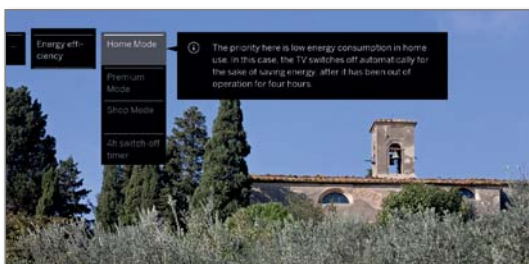 ...
Energy effi-
ciency
Home Mode
Premium
Mode
Shop Mode
4h switch-off
timer
The priority here is low energy consumption in home
use. In this case, the TV switches off automatically for
the sake of saving energy, after it has been out of
operation for four hours.